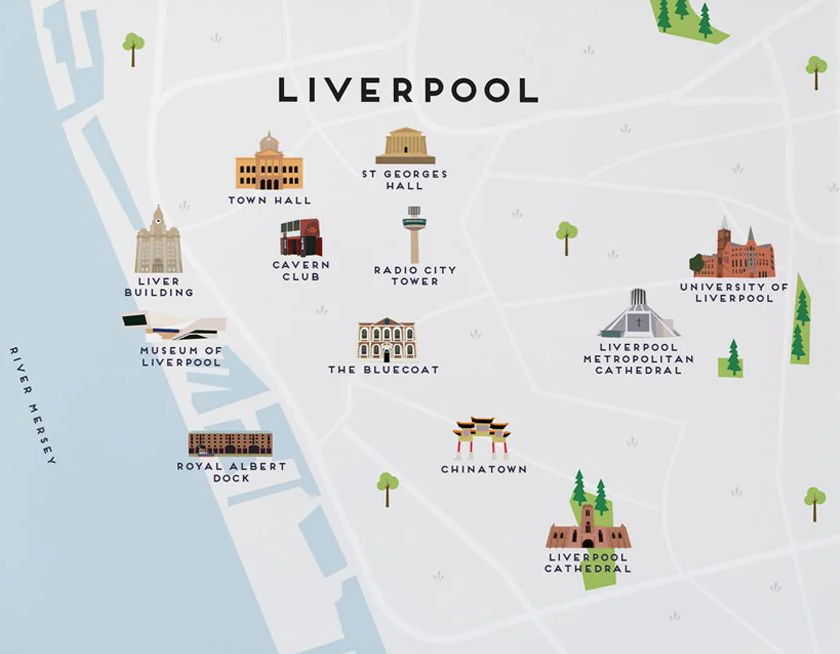 LIVERPOOL
TOWN HALL
ST GEORGES
HALL
LIVER
BUILDING
CAVERN
CLUB
RADIO CITY
TOWER
UNIVERSITY OF
LIVERPOOL
MUSEUM OF
LIVERPOOL
THE BLUECOAT
LIVERPOOL
METROPOLITAN
CATHEDRAL
RIVER MERSEY
ROYAL ALBERT
DOCK
CHINATOWN
LIVERPOOL
CATHEDRAL